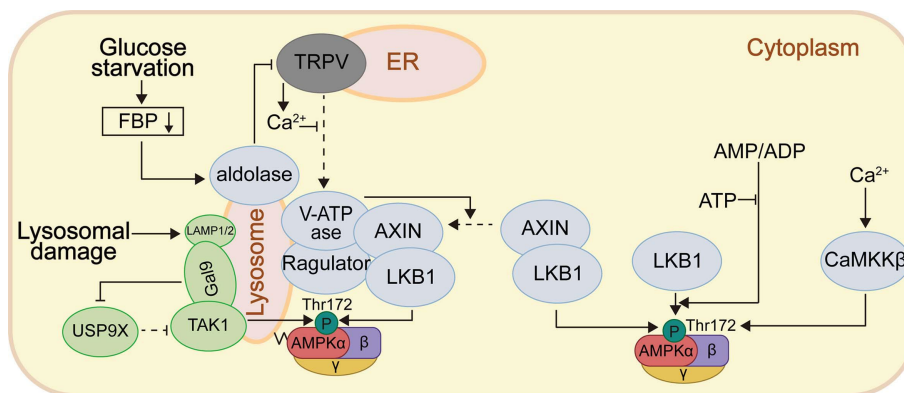 Glucose
starvation
FBP
TRPV
ER
Cytoplasm
Ca²⁺
aldolase
AMP/ADP
ATP
Ca²⁺
Lysosomal
damage
LAMP1/2
Gal9
Lysosome
V-ATP
ase
AXIN
Ragulator
LKB1
AXIN
LKB1
LKB1
CaMKKβ
USP9X
TAK1
Thr172
P
AMPKα
β
γ
P
Thr172
AMPKα
β
γ